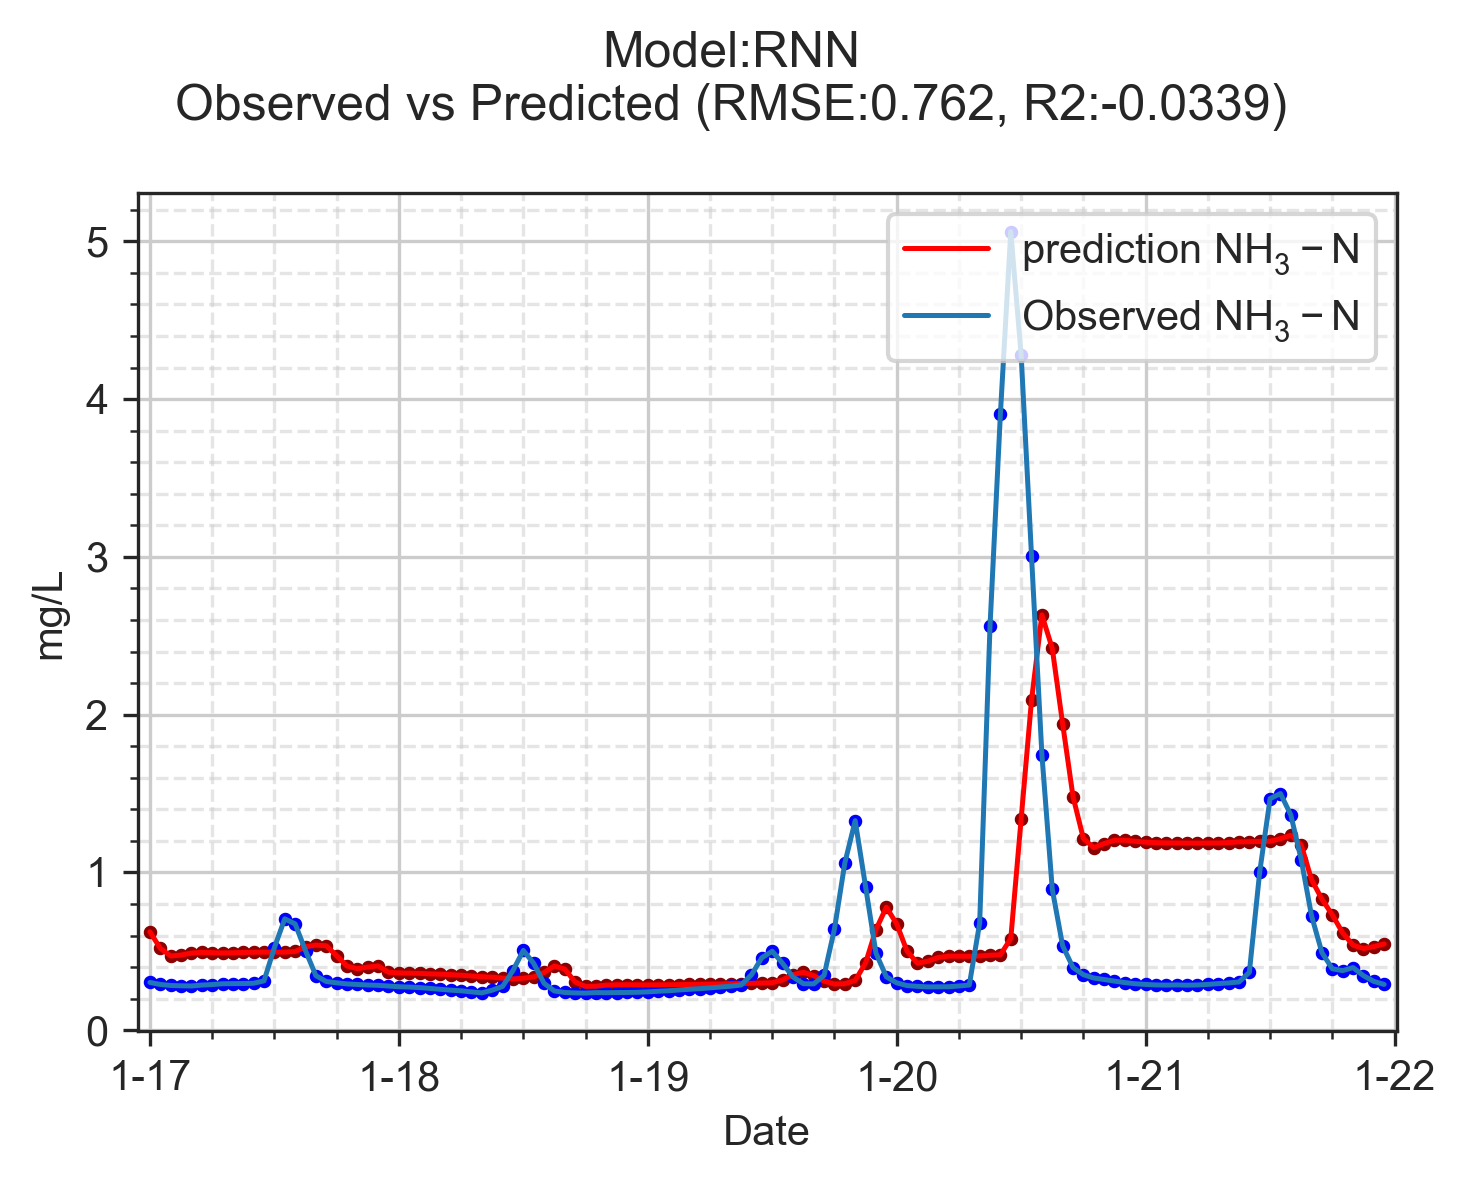 Model:RNN
Observed vs Predicted (RMSE:0.762, R2:-0.0339)
prediction NH₃ − N
Observed NH₃ − N
5
4
3
2
1
0
mg/L
1-17 1-18 1-19 1-20 1-21 1-22
Date